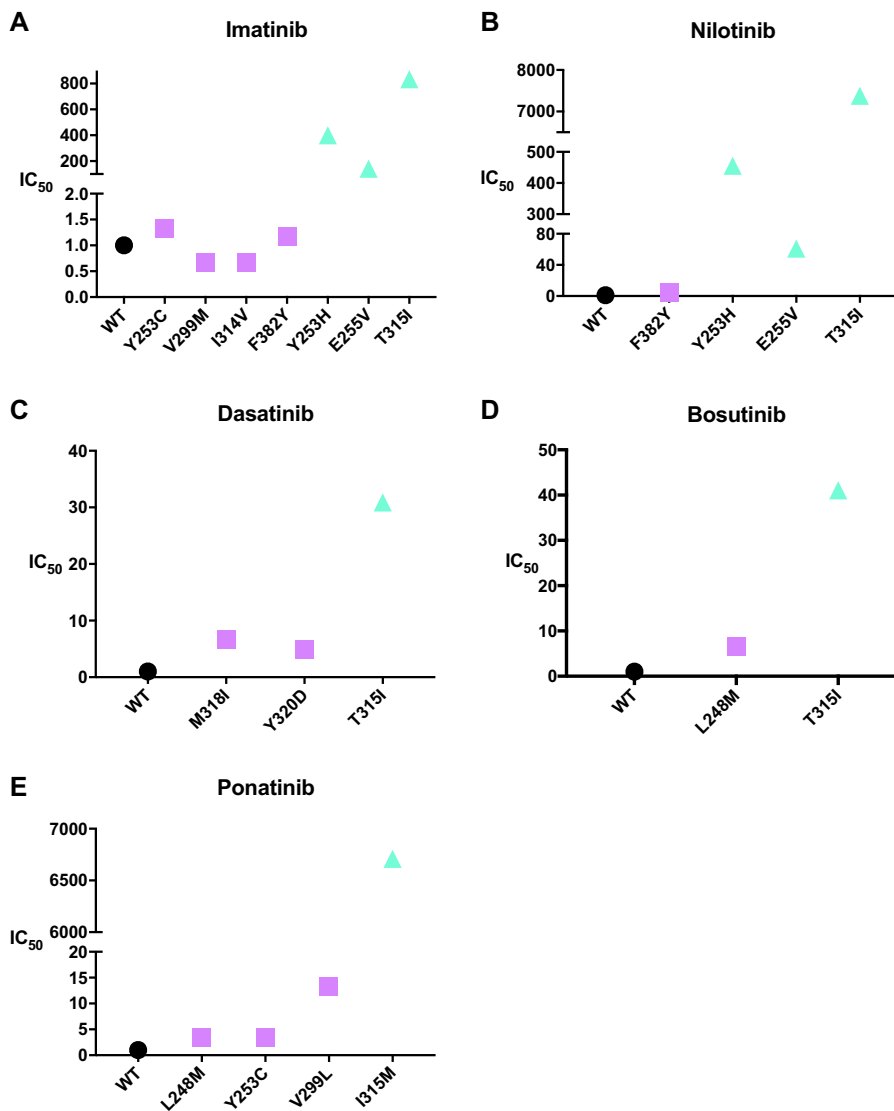 A
Imatinib
800
600
400
200
IC50
2.0
1.5
1.0
0.5
0.0
WT
Y253C
V299M
I314V
F382Y
Y253H
E255V
T315I
B
Nilotinib
8000
7000
500
400
300
IC50
80
40
0
WT
F382Y
Y253H
E255V
T315I
C
Dasatinib
40
30
20
10
0
IC50
WT
M318I
Y320D
T315I
D
Bosutinib
50
40
30
20
10
0
IC50
WT
L248M
T315I
E
Ponatinib
7000
6500
6000
IC50
20
15
10
5
0
WT
L248M
Y253C
V299L
I315M